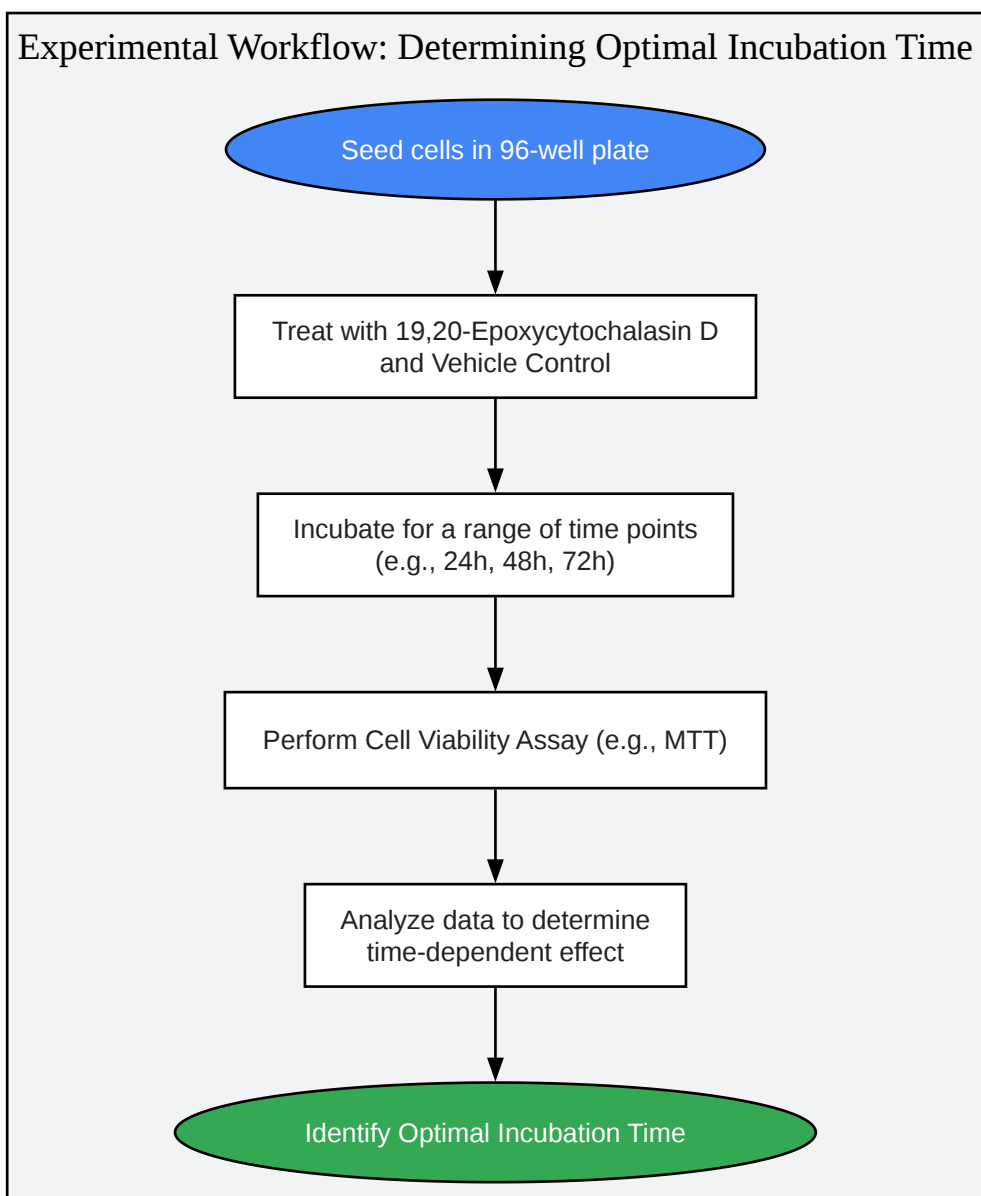 Experimental Workflow: Determining Optimal Incubation Time
Seed cells in 96-well plate
Treat with 19,20-Epoxycytochalasin D
and Vehicle Control
Incubate for a range of time points
(e.g., 24h, 48h, 72h)
Perform Cell Viability Assay (e.g., MTT)
Analyze data to determine
time-dependent effect
Identify Optimal Incubation Time